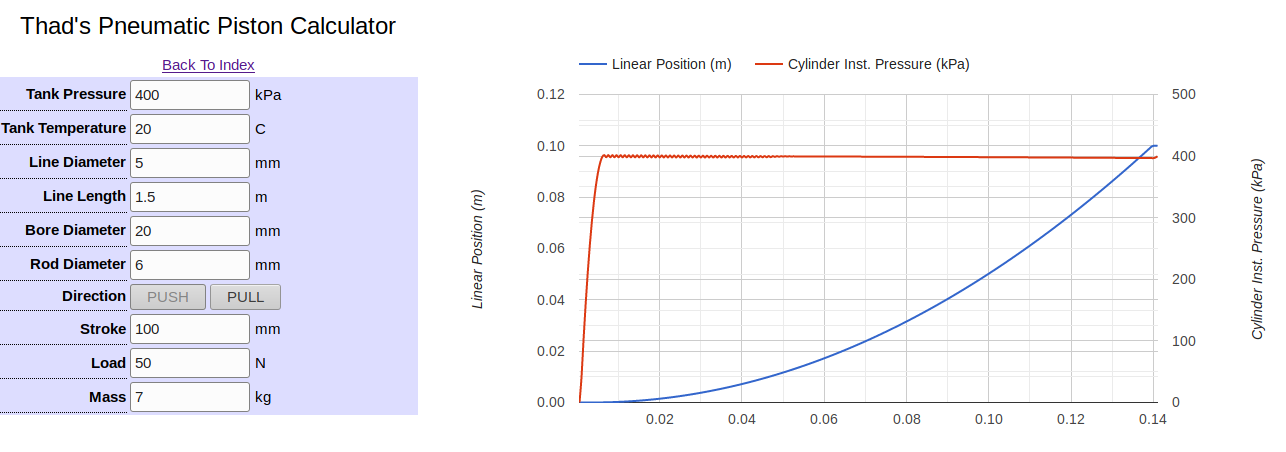 Thad's Pneumatic Piston Calculator
Back To Index
Tank Pressure 400 kPa
Tank Temperature 20 C
Line Diameter 5 mm
Line Length 1.5 m
Bore Diameter 20 mm
Rod Diameter 6 mm
Direction PUSH PULL
Stroke 100 mm
Load 50 N
Mass 7 kg
Linear Position (m) Cylinder Inst. Pressure (kPa)
0.12 500
0.10 400
0.08 300
0.06
0.04 200
0.02 100
0.00 0
0.02 0.04 0.06 0.08 0.10 0.12 0.14
Linear Position (m)
Cylinder Inst. Pressure (kPa)